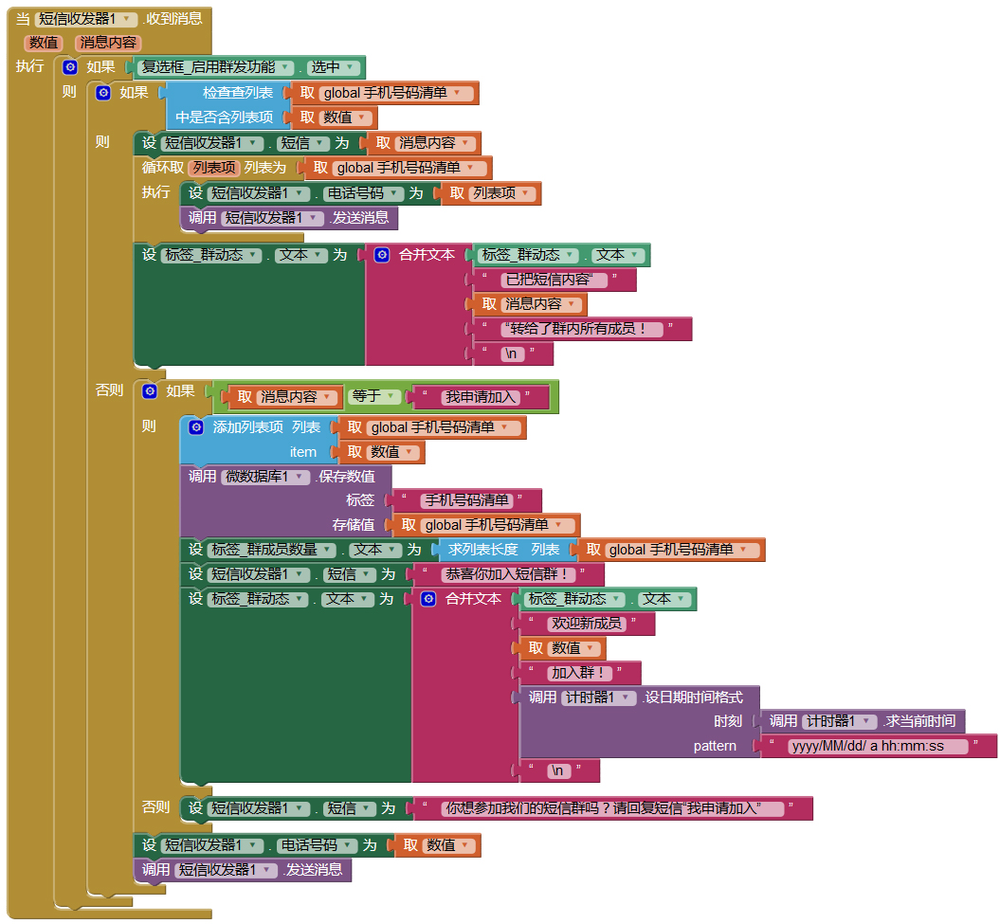 当 短信收发器1 .收到消息
数值 消息内容
执行 如果 复选框_启用群发功能 . 选中
则 如果 检查查列表 取 global 手机号码清单
中是否含列表项 取 数值
则 设 短信收发器1 . 短信 为 取 消息内容
循环取 列表项 列表为 取 global 手机号码清单
执行 设 短信收发器1 . 电话号码 为 取 列表项
调用 短信收发器1 .发送消息
设 标签_群动态 . 文本 为 合并文本 标签_群动态 . 文本
“ 已把短信内容“ ”
取 消息内容
“ “转给了群内所有成员！ ”
“ \n ”
否则 如果 取 消息内容 等于 “ 我申请加入 ”
则 添加列表项 列表 取 global 手机号码清单
item 取 数值
调用 微数据库1 .保存数值
标签 “ 手机号码清单 ”
存储值 取 global 手机号码清单
设 标签_群成员数量 . 文本 为 求列表长度 列表 取 global 手机号码清单
设 短信收发器1 . 短信 为 “ 恭喜你加入短信群！ ”
设 标签_群动态 . 文本 为 合并文本 标签_群动态 . 文本
“ 欢迎新成员 ”
取 数值
“ 加入群！ ”
调用 计时器1 .设日期时间格式
时刻 调用 计时器1 .求当前时间
pattern “ yyyy/MM/dd/ a hh:mm:ss ”
“ \n ”
否则 设 短信收发器1 . 短信 为 “ 你想参加我们的短信群吗？请回复短信“我申请加入” ”
设 短信收发器1 . 电话号码 为 取 数值
调用 短信收发器1 .发送消息